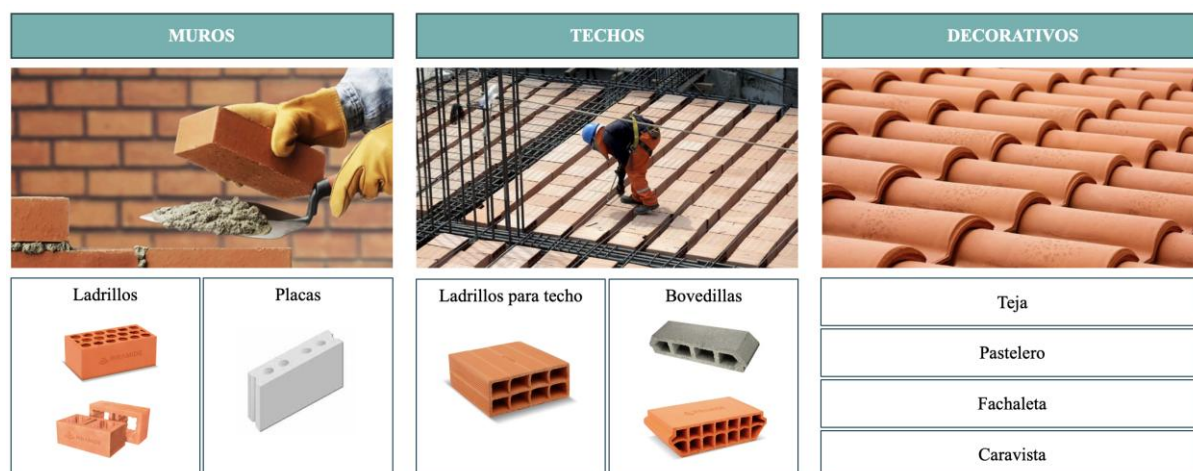 MUROS
TECHOS
DECORATIVOS
Ladrillos
Placas
Ladrillos para techo
Bovedillas
Teja
Pastelero
Fachaleta
Caravista